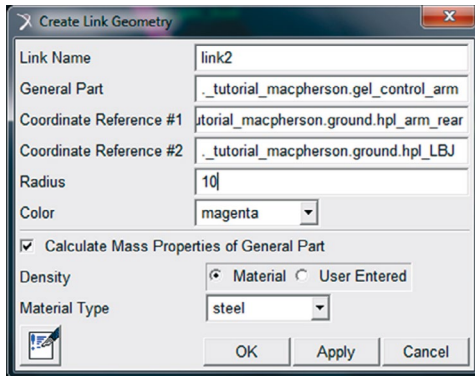 Create Link Geometry
Link Name link2
General Part ._tutorial_macpherson.gel_control_arm
Coordinate Reference #1 utorial_macpherson.ground.hpl_arm_rear
Coordinate Reference #2 ._tutorial_macpherson.ground.hpl_LBJ
Radius 10
Color magenta
Calculate Mass Properties of General Part
Density Material User Entered
Material Type steel
OK Apply Cancel